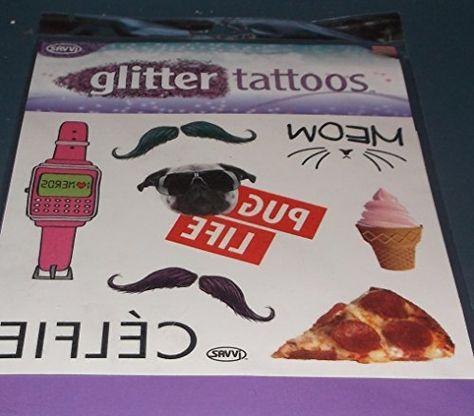 SAVVi
glitter tattoos
MEOW
I ❤ NERDS
PUG
LIFE
CÉLFIE
SAVVi